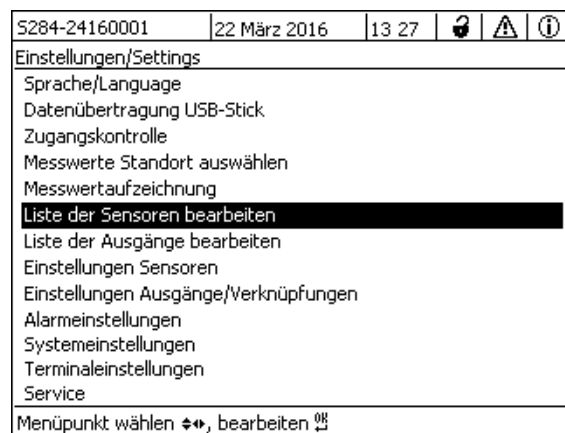 S284-24160001 22 März 2016 13 27
Einstellungen/Settings
Sprache/Language
Datenübertragung USB-Stick
Zugangskontrolle
Messwerte Standort auswählen
Messwertaufzeichnung
Liste der Sensoren bearbeiten
Liste der Ausgänge bearbeiten
Einstellungen Sensoren
Einstellungen Ausgänge/Verknüpfungen
Alarmeinstellungen
Systemeinstellungen
Terminaleinstellungen
Service
Menüpunkt wählen, bearbeiten OK